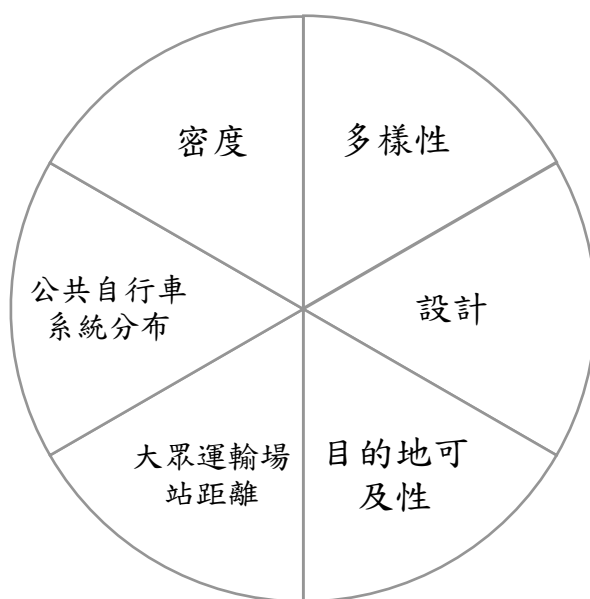 密度
多樣性
公共自行車
系統分布
設計
大眾運輸場
站距離
目的地可
及性